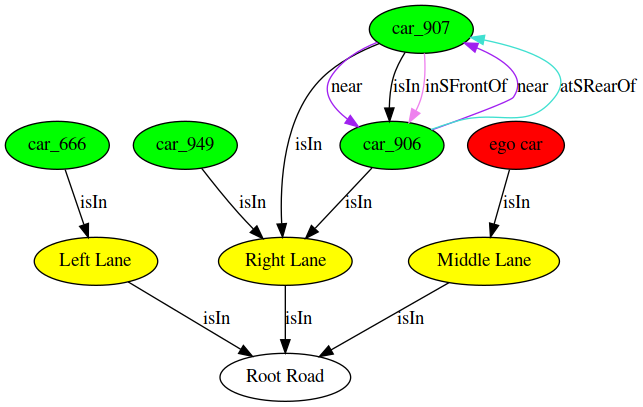 car_907
near
isIn
inSFrontOf
near
atSRearOf
car_666
car_949
isIn
car_906
ego car
isIn
isIn
isIn
isIn
Left Lane
Right Lane
Middle Lane
isIn
isIn
isIn
Root Road